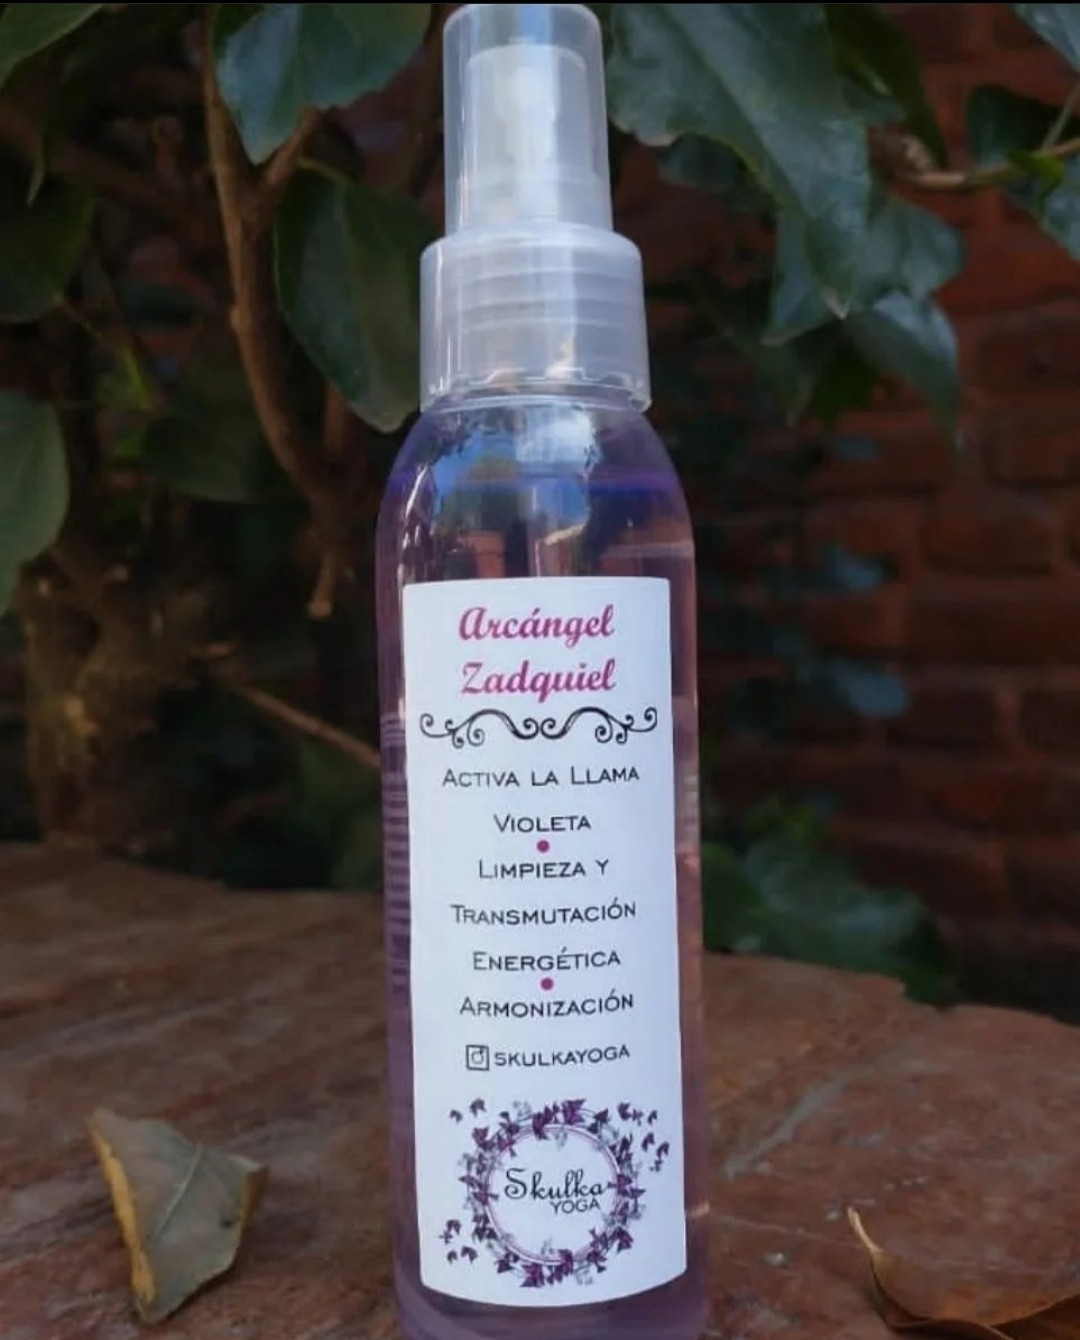 Arcángel
Zadquiel
ACTIVA LA LLAMA
VIOLETA
LIMPIEZA Y
TRANSMUTACIÓN
ENERGÉTICA
ARMONIZACIÓN
SKULKAYOGA
Skulka
YOGA